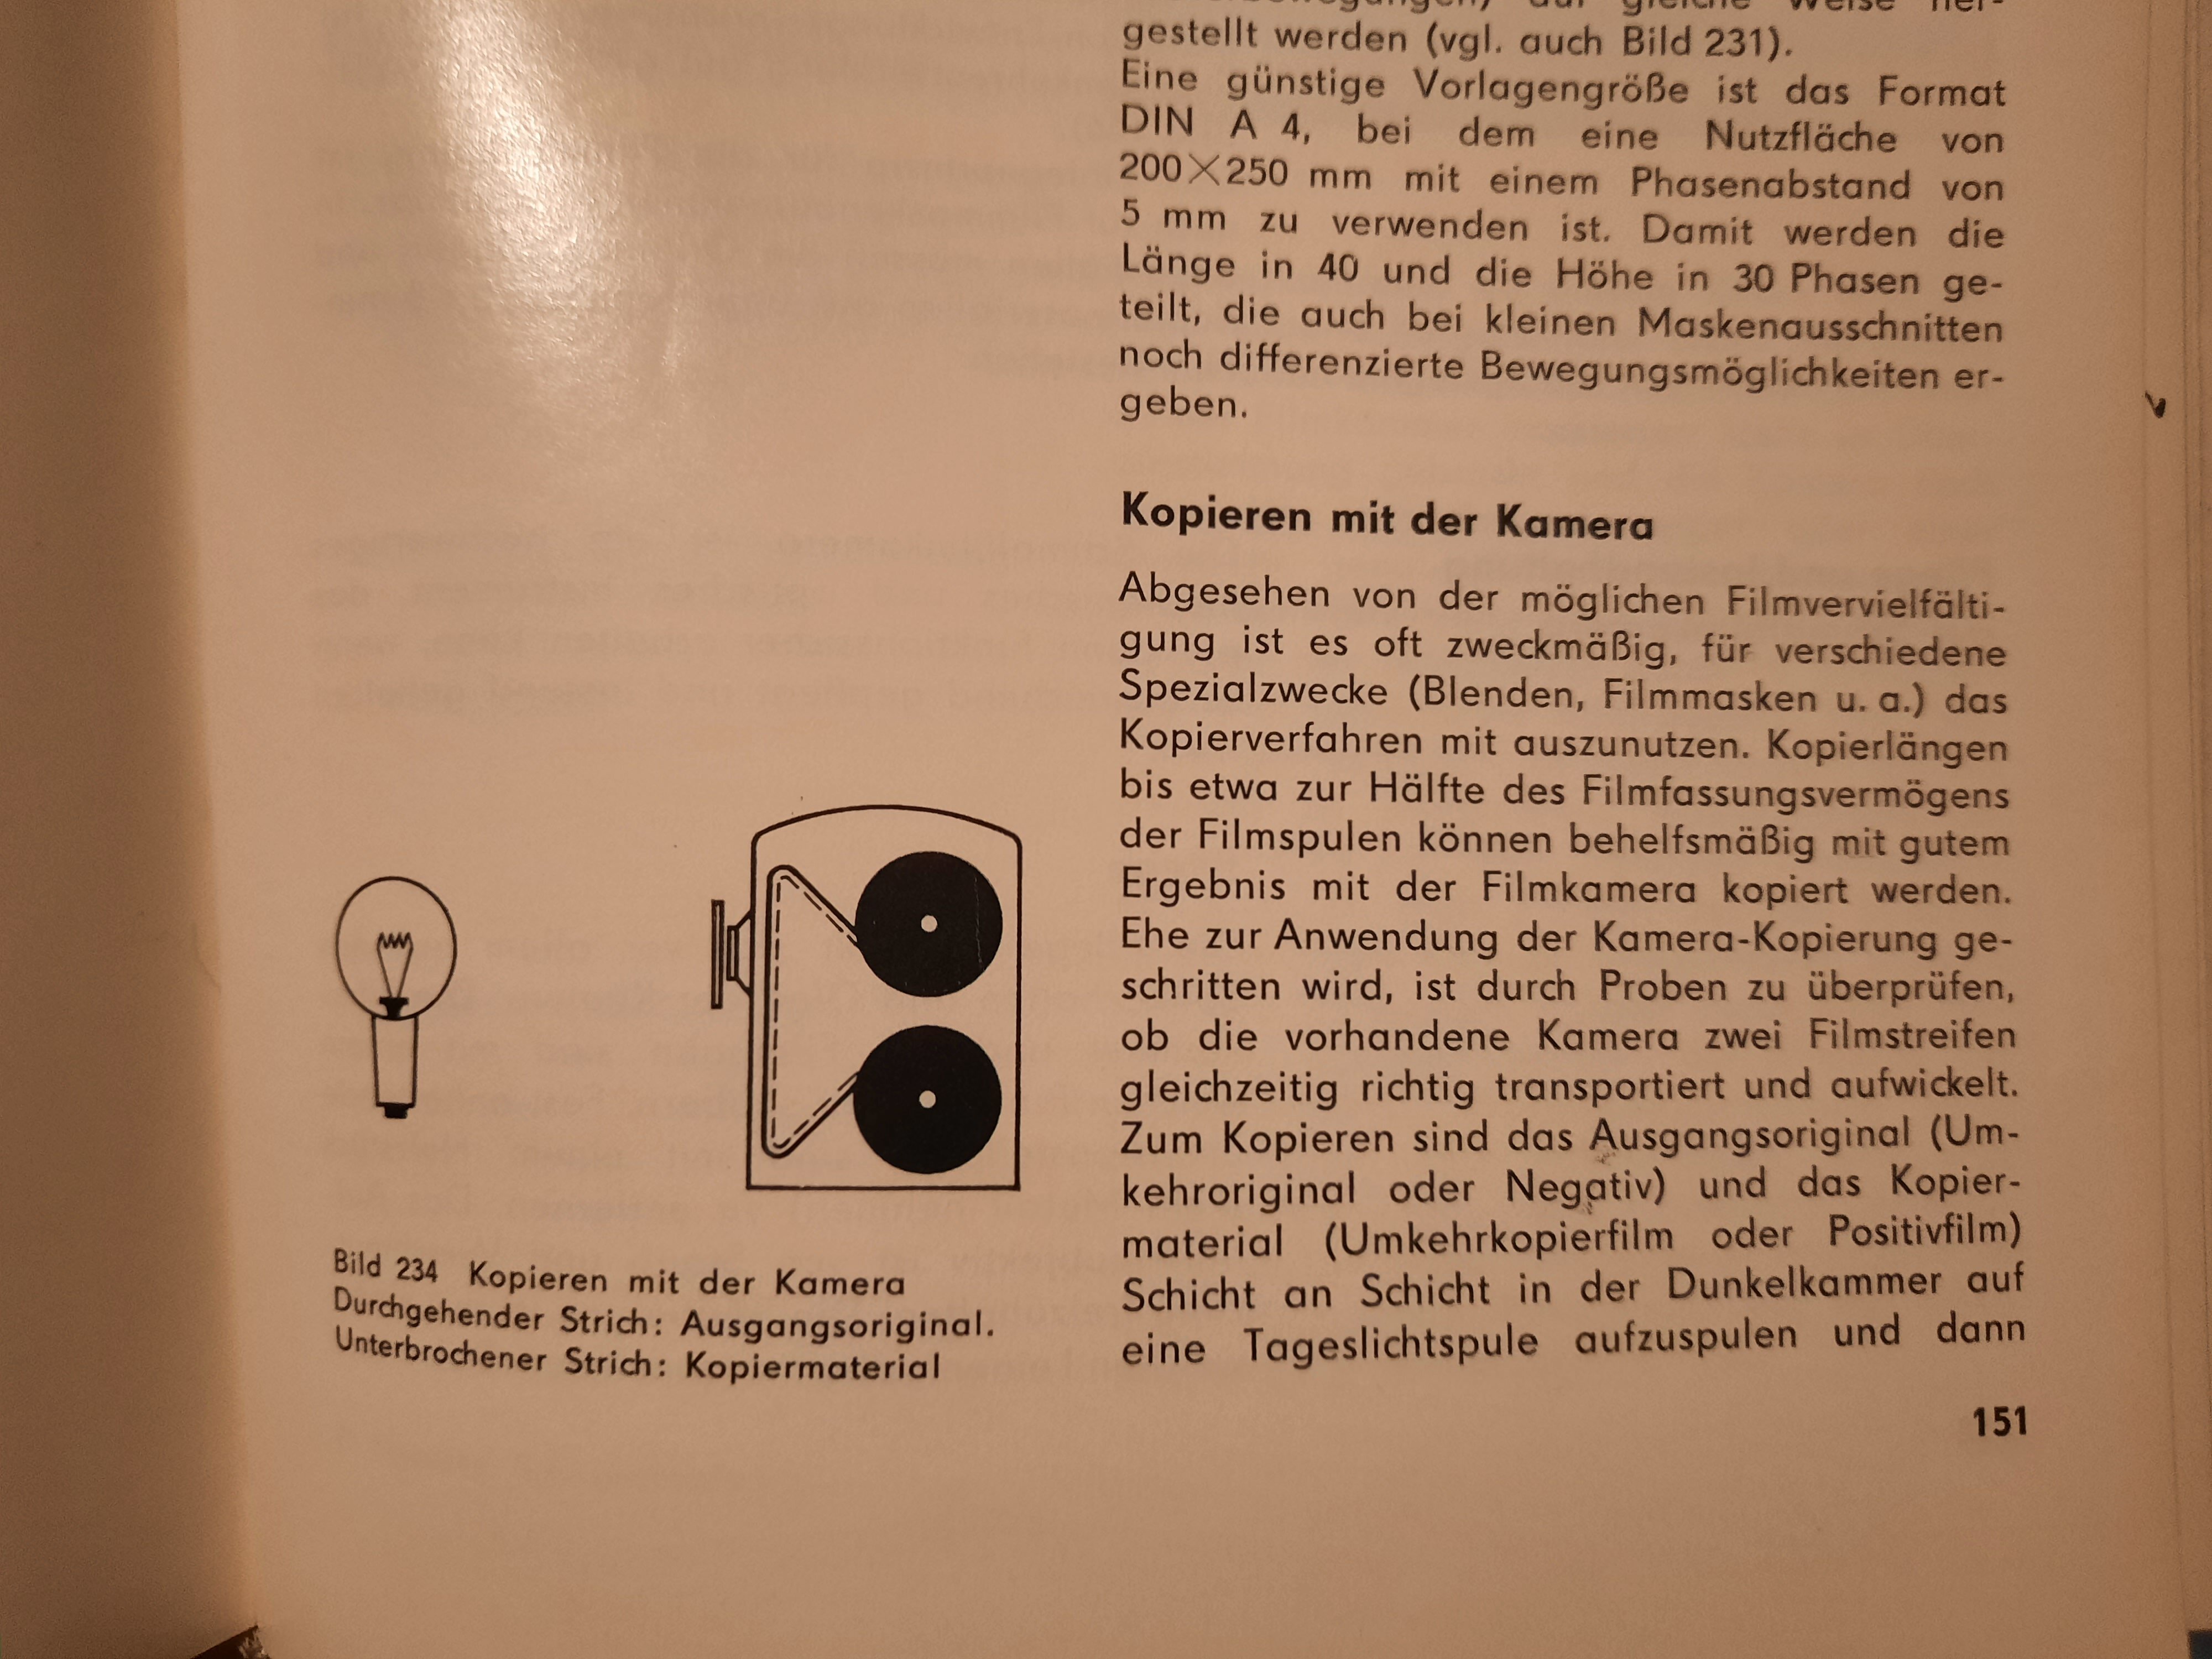 auf gleiche Weise her-
gestellt werden (vgl. auch Bild 231).
Eine günstige Vorlagengröße ist das Format
DIN A 4, bei dem eine Nutzfläche von
200×250 mm mit einem Phasenabstand von
5 mm zu verwenden ist. Damit werden die
Länge in 40 und die Höhe in 30 Phasen ge-
teilt, die auch bei kleinen Maskenausschnitten
noch differenzierte Bewegungsmöglichkeiten er-
geben.
Kopieren mit der Kamera
Abgesehen von der möglichen Filmvervielfälti-
gung ist es oft zweckmäßig, für verschiedene
Spezialzwecke (Blenden, Filmmasken u. a.) das
Kopierverfahren mit auszunutzen. Kopierlängen
bis etwa zur Hälfte des Filmfassungsvermögens
der Filmspulen können behelfsmäßig mit gutem
Ergebnis mit der Filmkamera kopiert werden.
Ehe zur Anwendung der Kamera-Kopierung ge-
schritten wird, ist durch Proben zu überprüfen,
ob die vorhandene Kamera zwei Filmstreifen
gleichzeitig richtig transportiert und aufwickelt.
Zum Kopieren sind das Ausgangsoriginal (Um-
kehroriginal oder Negativ) und das Kopier-
material (Umkehrkopierfilm oder Positivfilm)
Schicht an Schicht in der Dunkelkammer auf
eine Tageslichtspule aufzuspulen und dann
Bild 234 Kopieren mit der Kamera
Durchgehender Strich: Ausgangsoriginal.
Unterbrochener Strich: Kopiermaterial
151